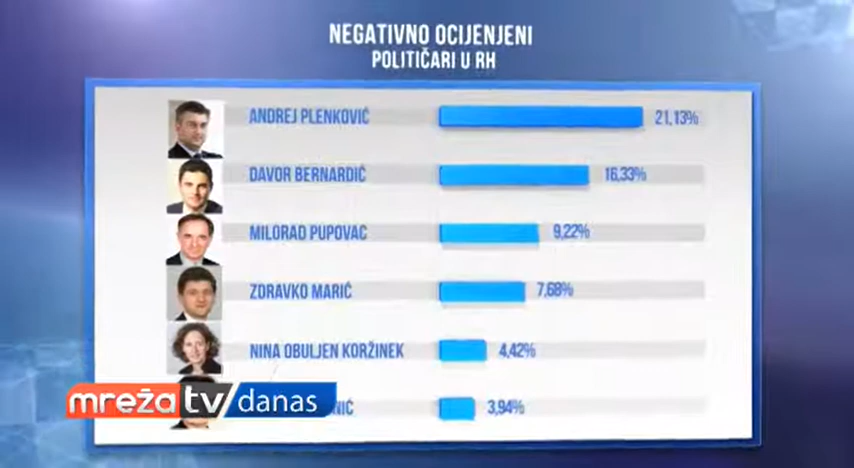 NEGATIVNO OCIJENJENI
POLITIČARI U RH
ANDREJ PLENKOVIĆ 21,13%
DAVOR BERNARDIĆ 16,33%
MILORAD PUPOVAC 9,22%
ZDRAVKO MARIĆ 7,68%
NINA OBULJEN KORŽINEK 4,42%
3,94%
mreža tv danas